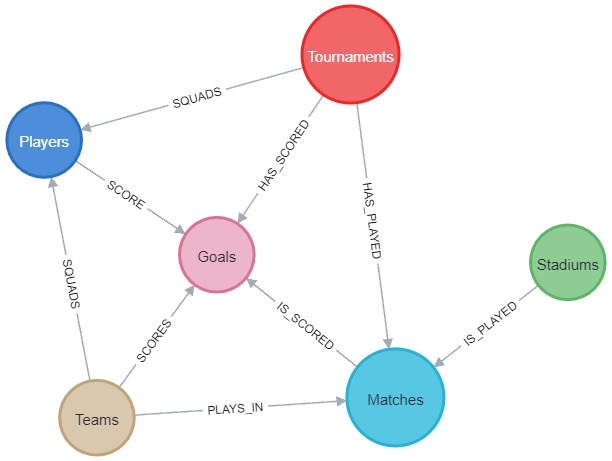 Tournaments
SQUADS
Players
HAS_SCORED
SCORE
HAS_PLAYED
Goals
Stadiums
SQUADS
IS_SCORED
IS_PLAYED
SCORES
Matches
PLAYS_IN
Teams